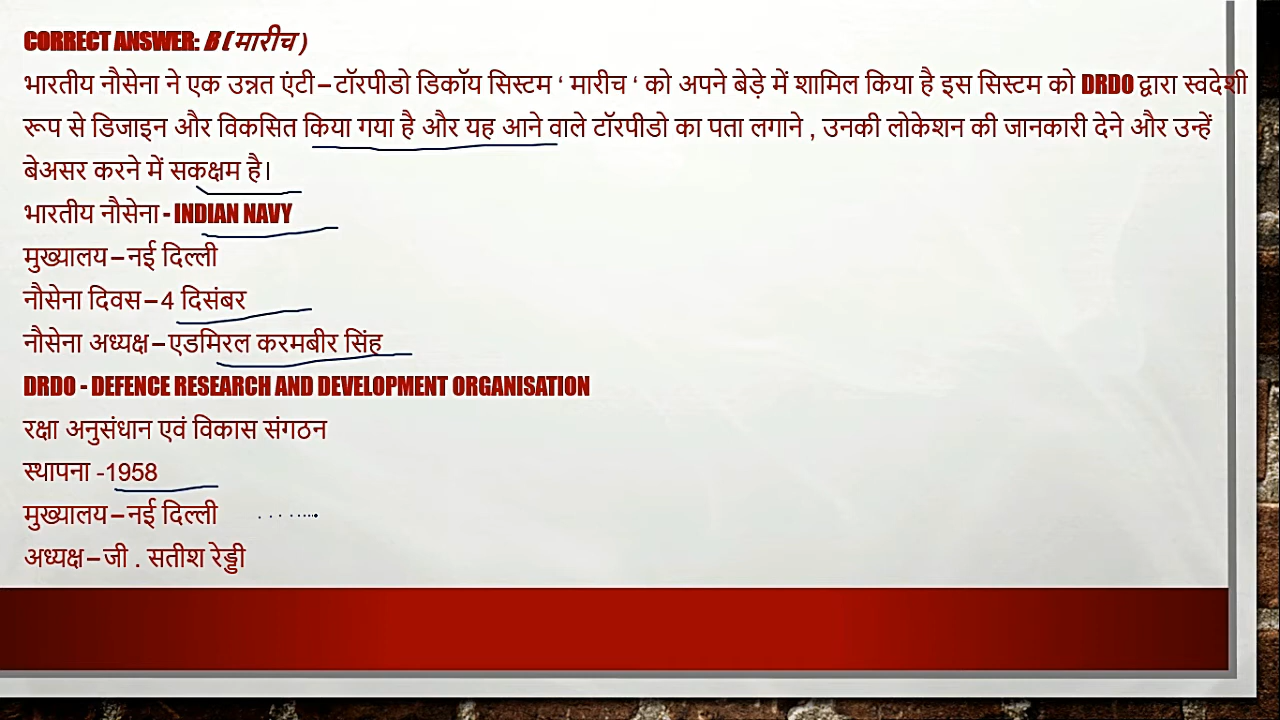 CORRECT ANSWER: B ( मारीच )
भारतीय नौसेना ने एक उन्नत एंटी – टॉरपीडो डिकॉय सिस्टम ‘ मारीच ‘ को अपने बेड़े में शामिल किया है इस सिस्टम को DRDO द्वारा स्वदेशी
रूप से डिजाइन और विकसित किया गया है और यह आने वाले टॉरपीडो का पता लगाने , उनकी लोकेशन की जानकारी देने और उन्हें
बेअसर करने में सकक्षम है।
भारतीय नौसेना - INDIAN NAVY
मुख्यालय – नई दिल्ली
नौसेना दिवस – 4 दिसंबर
नौसेना अध्यक्ष – एडमिरल करमबीर सिंह
DRDO - DEFENCE RESEARCH AND DEVELOPMENT ORGANISATION
रक्षा अनुसंधान एवं विकास संगठन
स्थापना -1958
मुख्यालय – नई दिल्ली
अध्यक्ष – जी . सतीश रेड्डी